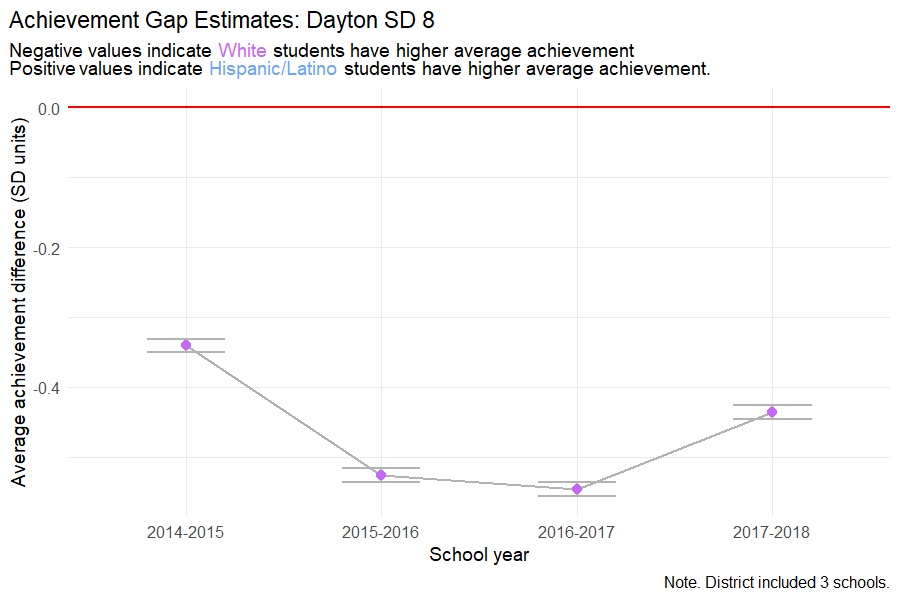 Achievement Gap Estimates: Dayton SD 8
Negative values indicate White students have higher average achievement
Positive values indicate Hispanic/Latino students have higher average achievement.
Average achievement difference (SD units)
0.0
-0.2
-0.4
2014-2015 2015-2016 2016-2017 2017-2018
School year
Note. District included 3 schools.